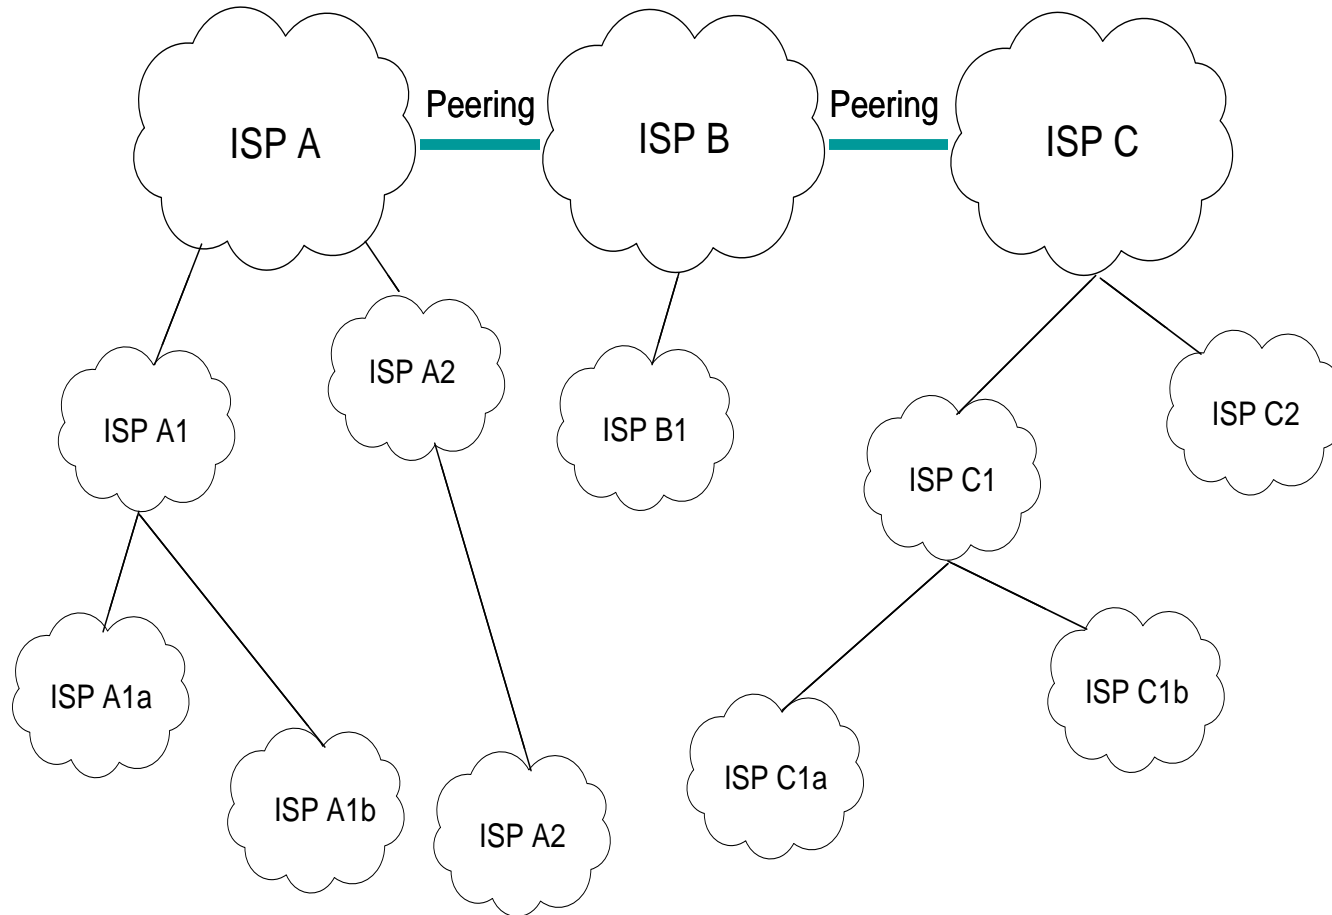 Peering
Peering
ISP A
ISP B
ISP C
ISP A2
ISP A1
ISP B1
ISP C2
ISP C1
ISP A1a
ISP C1b
ISP C1a
ISP A1b
ISP A2